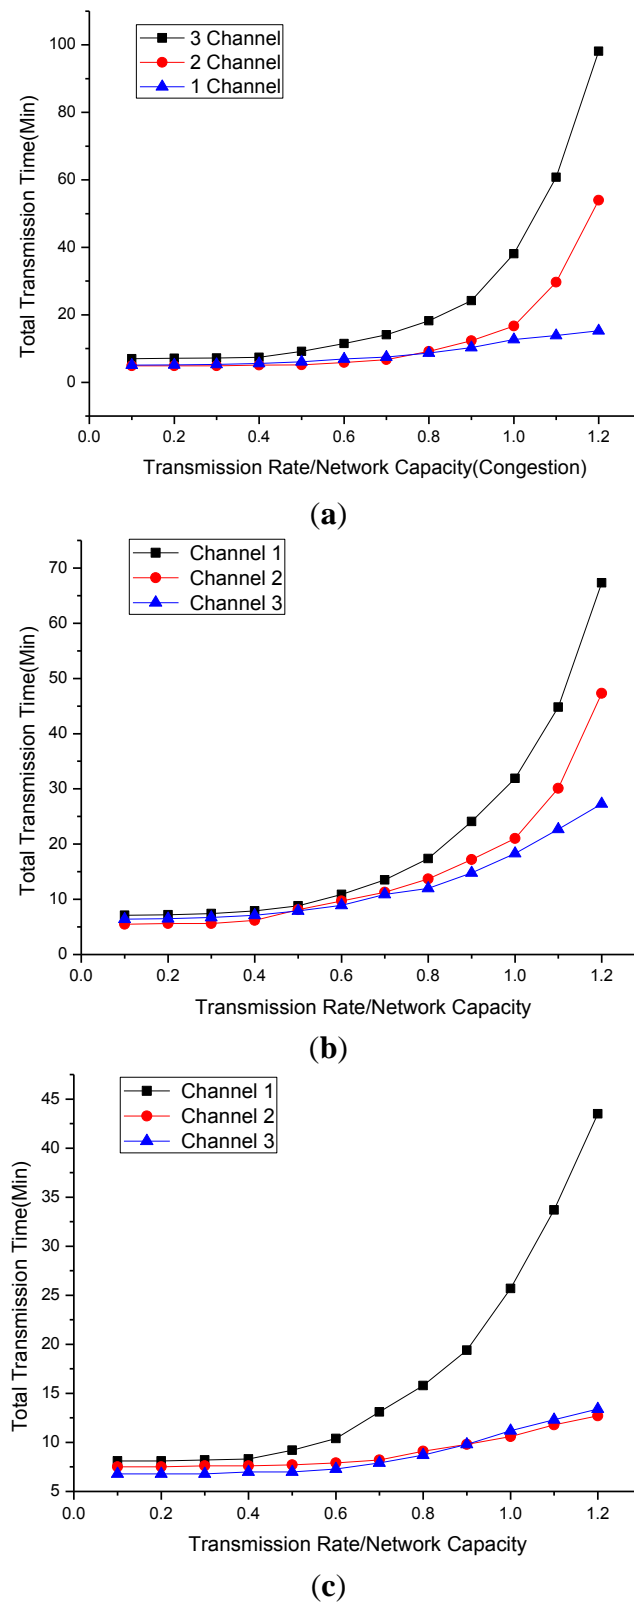 3 Channel
2 Channel
1 Channel
100
80
60
40
20
0
Total Transmission Time(Min)
0.0 0.2 0.4 0.6 0.8 1.0 1.2
Transmission Rate/Network Capacity(Congestion)
(a)
Channel 1
Channel 2
Channel 3
70
60
50
40
30
20
10
0
Total Transmission Time(Min)
0.0 0.2 0.4 0.6 0.8 1.0 1.2
Transmission Rate/Network Capacity
(b)
Channel 1
Channel 2
Channel 3
45
40
35
30
25
20
15
10
5
Total Transmission Time(Min)
0.0 0.2 0.4 0.6 0.8 1.0 1.2
Transmission Rate/Network Capacity
(c)